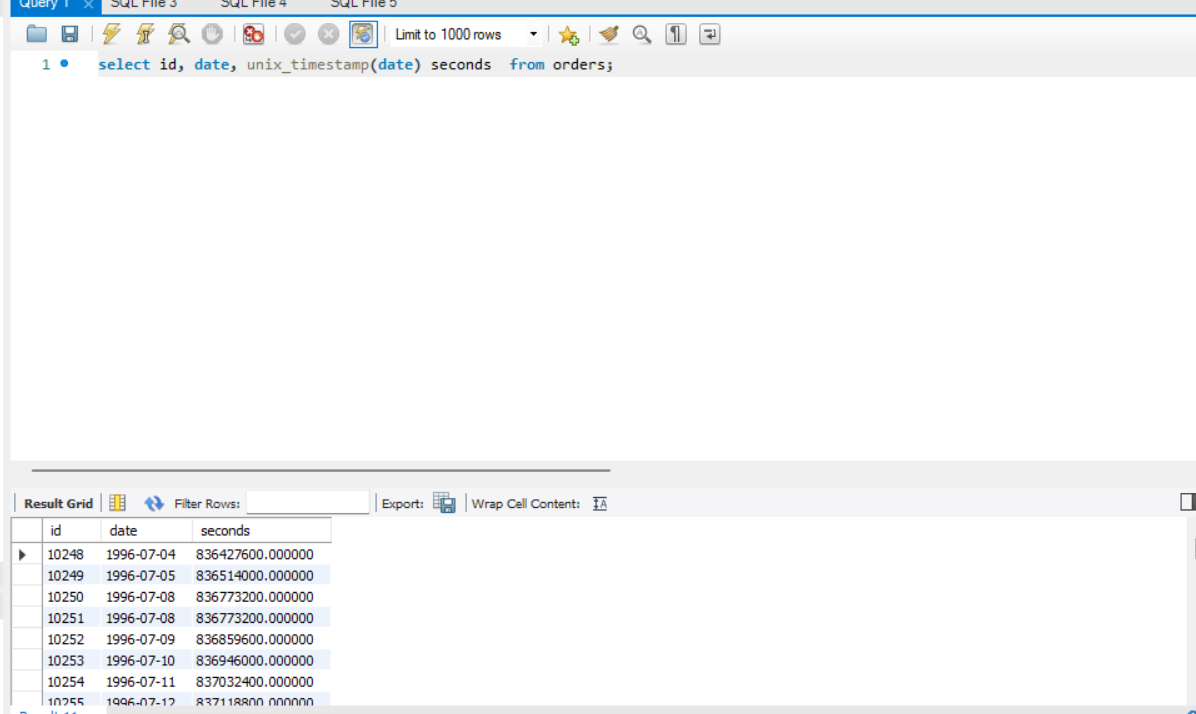 Query 1 × SQL File 3 SQL File 4 SQL File 5
Limit to 1000 rows
1 select id, date, unix_timestamp(date) seconds from orders;
Result Grid Filter Rows: Export: Wrap Cell Content:
id date seconds
10248 1996-07-04 836427600.000000
10249 1996-07-05 836514000.000000
10250 1996-07-08 836773200.000000
10251 1996-07-08 836773200.000000
10252 1996-07-09 836859600.000000
10253 1996-07-10 836946000.000000
10254 1996-07-11 837032400.000000
10255 1996-07-12 837118800.000000